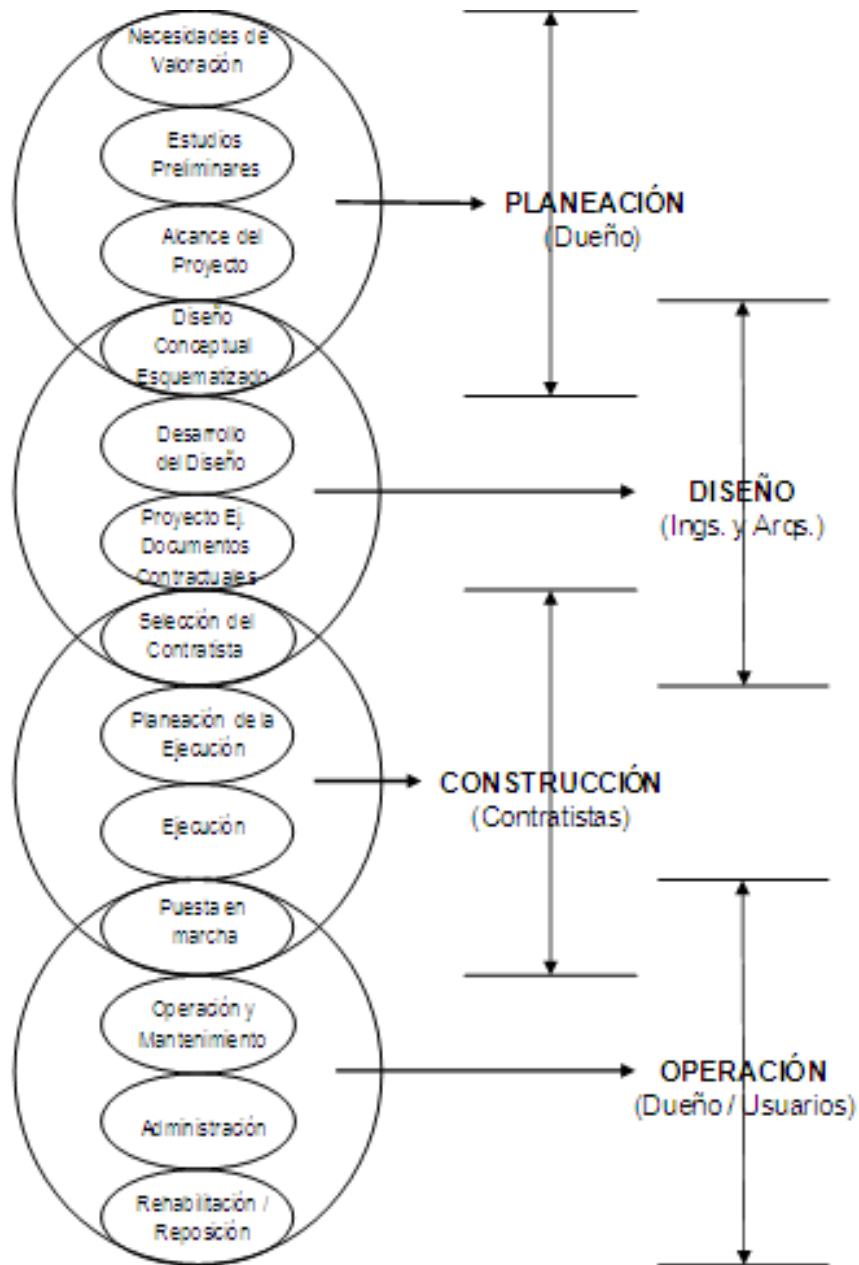 Necesidades de
Valoración
Estudios
Preliminares
PLANEACIÓN
(Dueño)
Alcance del
Proyecto
Diseño
Conceptual
Esquematizado
Desarrollo
del Diseño
DISEÑO
(Ings. y Arqs.)
Proyecto Ej.
Documentos
Contractuales
Selección del
Contratista
Planeación de la
Ejecución
CONSTRUCCIÓN
(Contratistas)
Ejecución
Puesta en
marcha
Operación y
Mantenimiento
OPERACIÓN
(Dueño / Usuarios)
Administración
Rehabilitación /
Reposición